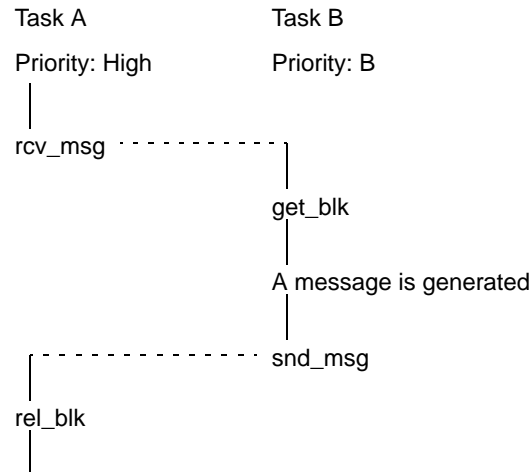 Task A Task B
Priority: High Priority: B
rcv_msg
get_blk
A message is generated
snd_msg
rel_blk